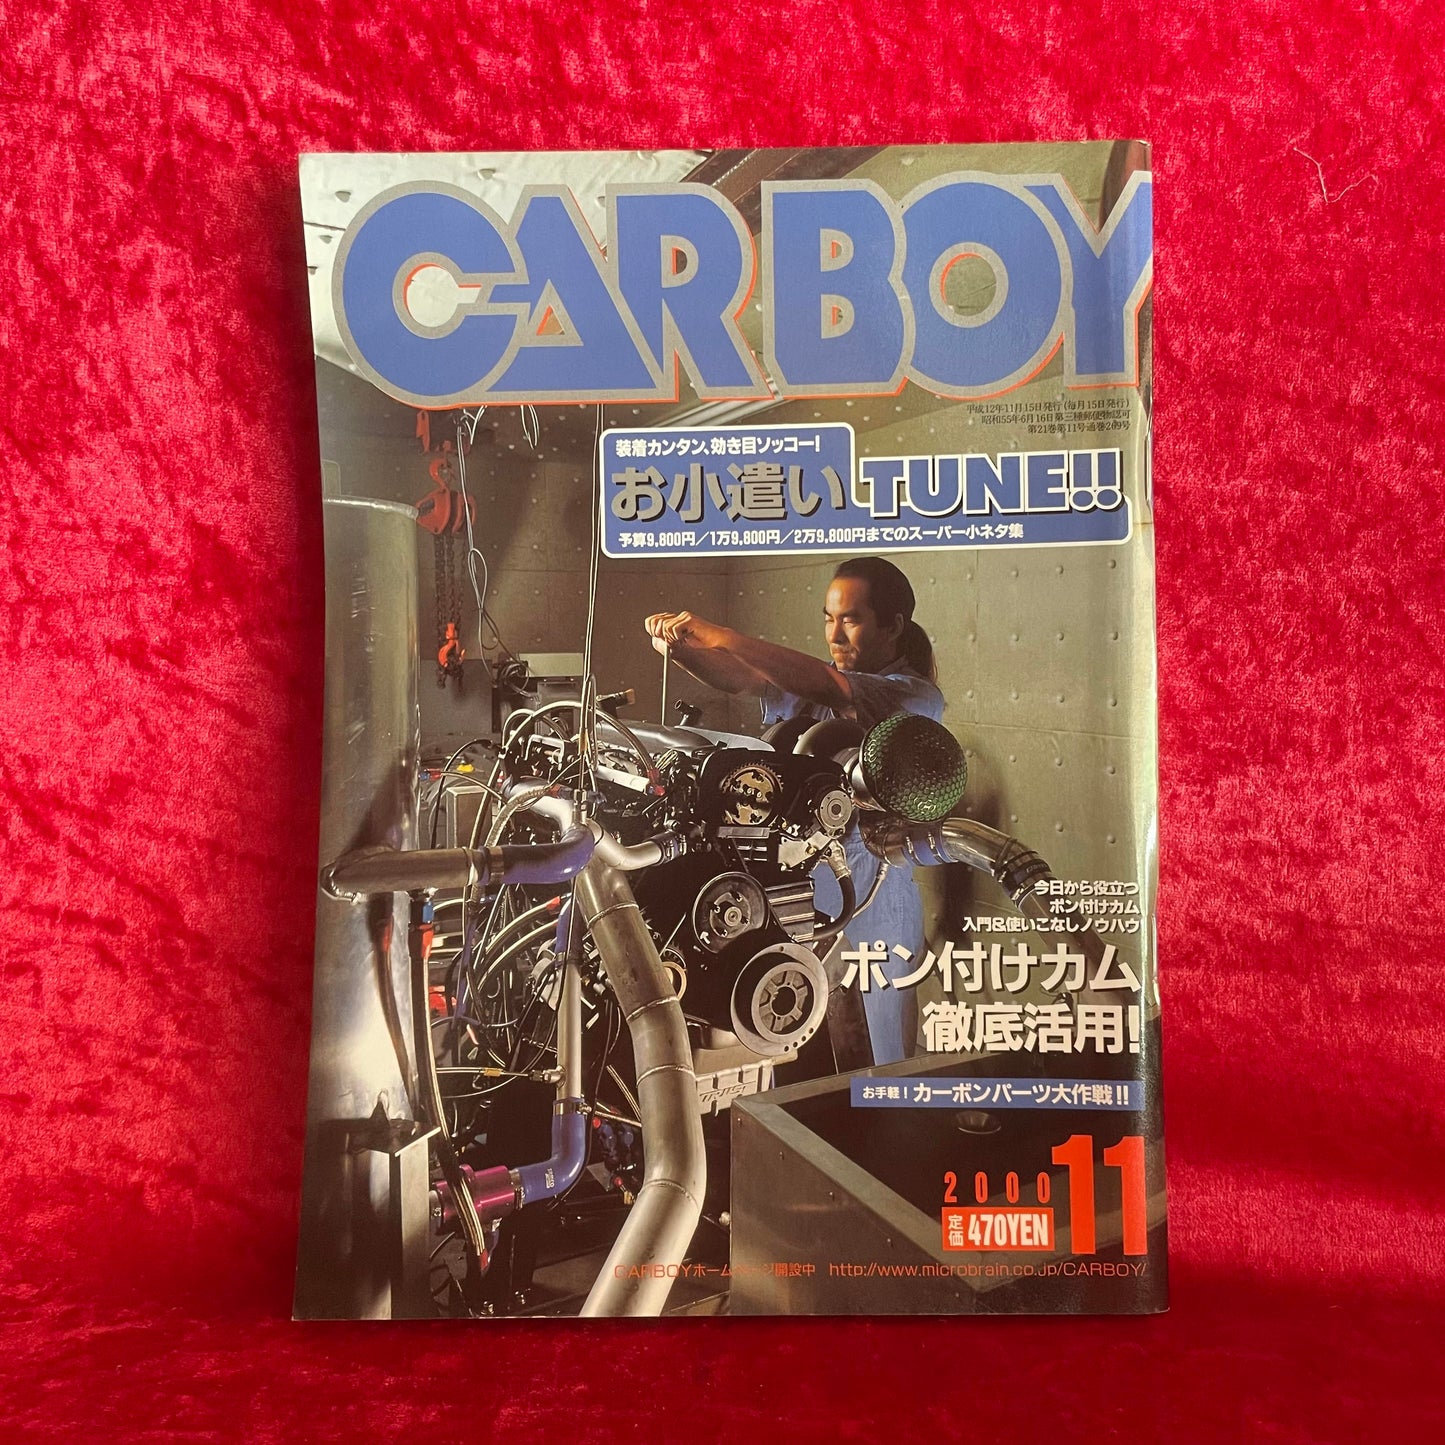 CARBOY
平成12年11月15日発行(毎月15日発行)
昭和55年6月16日第三種郵便物認可
第21巻第11号通巻269号
装着カンタン、効き目ソッコー!
お小遣いTUNE!!
予算9,800円/1万9,800円/2万9,800円までのスーパー小ネタ集
今日から役立つ
ポン付けカム
入門&使いこなしノウハウ
ポン付けカム
徹底活用!
お手軽!カーボンパーツ大作戦!!
2000 11
定価470YEN
CARBOYホームページ開設中 http://www.microbrain.co.jp/CARBOY/